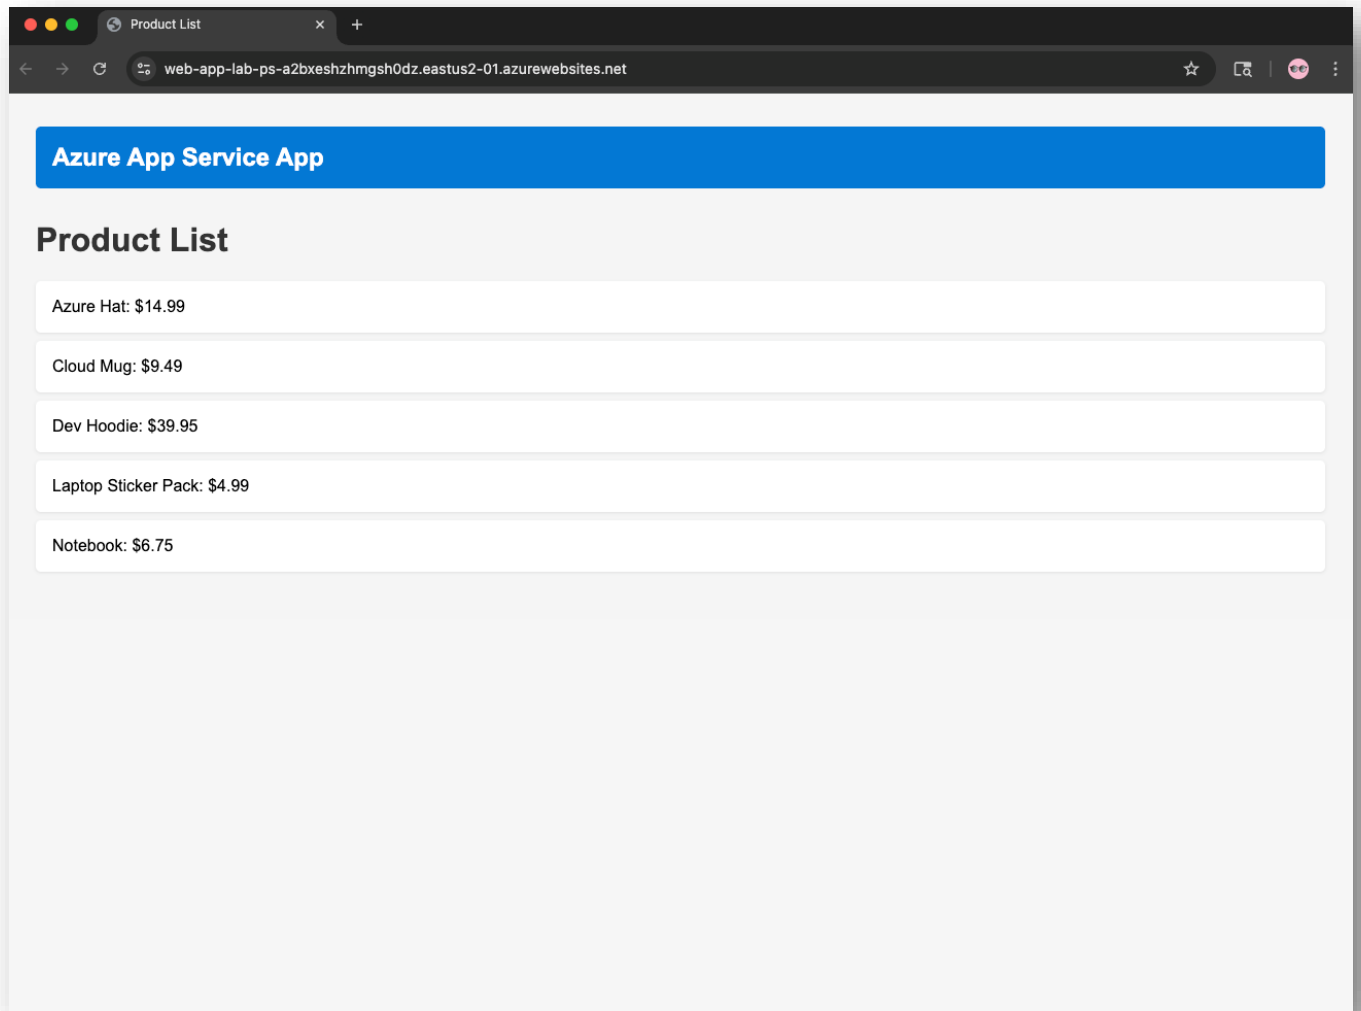 Product List
web-app-lab-ps-a2bxeshzhmgsh0dz.eastus2-01.azurewebsites.net
Azure App Service App
Product List
Azure Hat: $14.99
Cloud Mug: $9.49
Dev Hoodie: $39.95
Laptop Sticker Pack: $4.99
Notebook: $6.75